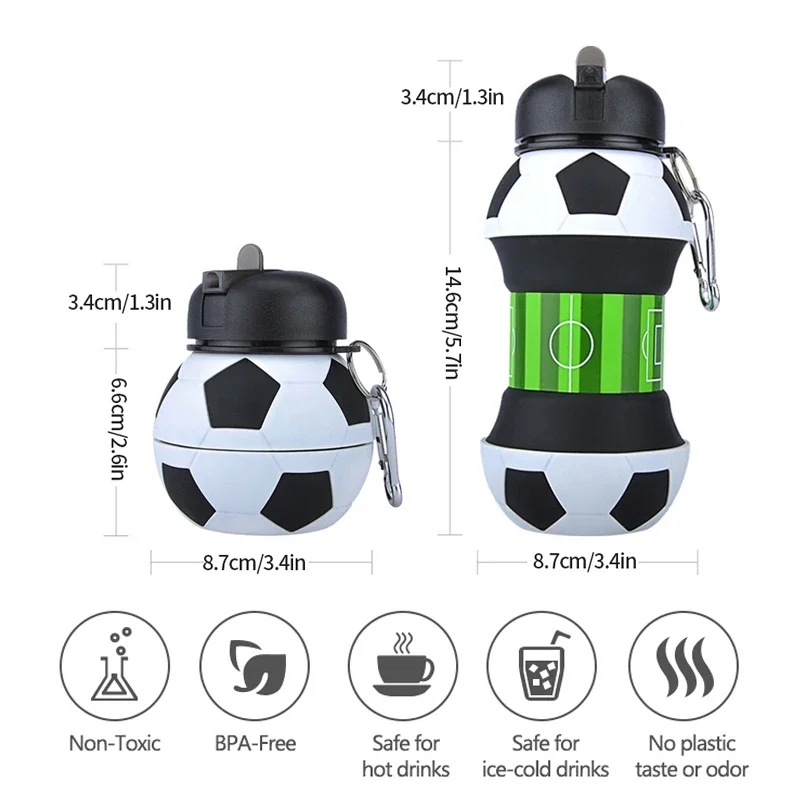 3.4cm/1.3in
14.6cm/5.7in
8.7cm/3.4in
3.4cm/1.3in
6.6cm/2.6in
8.7cm/3.4in
Non-Toxic
BPA-Free
Safe for
hot drinks
Safe for
ice-cold drinks
No plastic
taste or odor